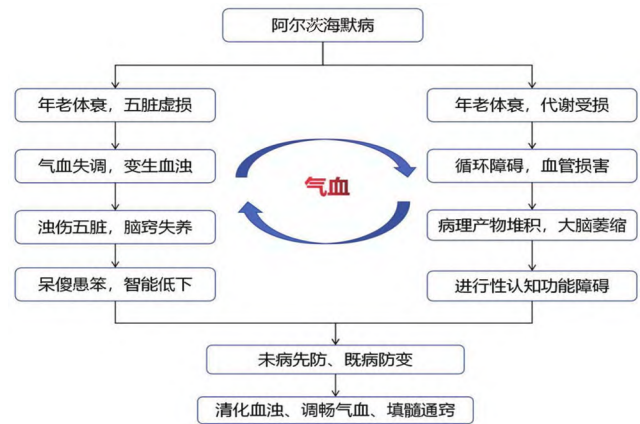 阿尔茨海默病
年老体衰，五脏虚损
年老体衰，代谢受损
气血失调，变生血浊
气血
循环障碍，血管损害
浊伤五脏，脑窍失养
病理产物堆积，大脑萎缩
呆傻愚笨，智能低下
进行性认知功能障碍
未病先防、既病防变
清化血浊、调畅气血、填髓通窍